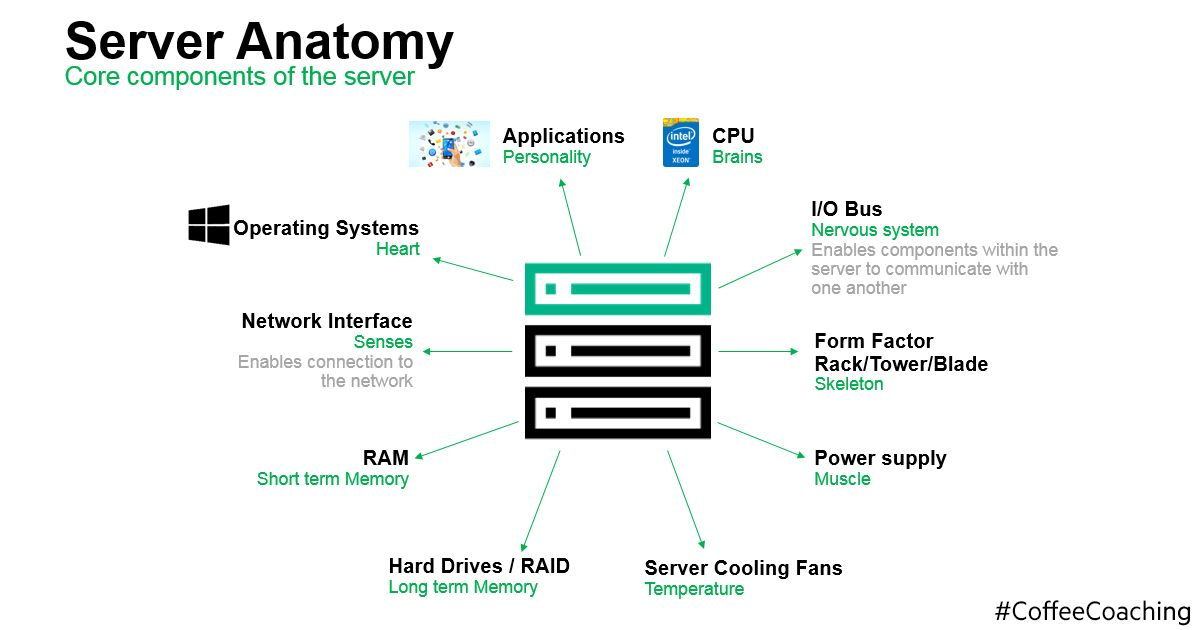 Server Anatomy
Core components of the server
Applications
Personality
intel
inside
XEON
CPU
Brains
Operating Systems
Heart
I/O Bus
Nervous system
Enables components within the
server to communicate with
one another
Network Interface
Senses
Enables connection to
the network
Form Factor
Rack/Tower/Blade
Skeleton
RAM
Short term Memory
Power supply
Muscle
Hard Drives / RAID
Long term Memory
Server Cooling Fans
Temperature
#CoffeeCoaching